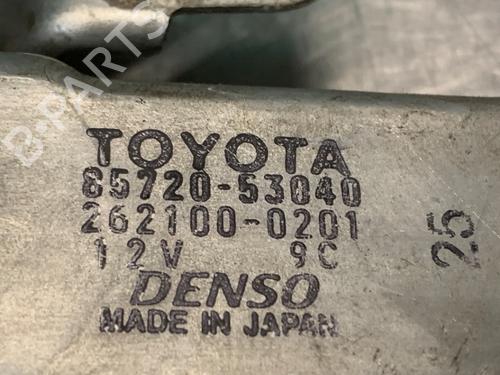 B-PARTS
TOYOTA
85720-53040
262100-0201
12V 9C
25
DENSO
MADE IN JAPAN